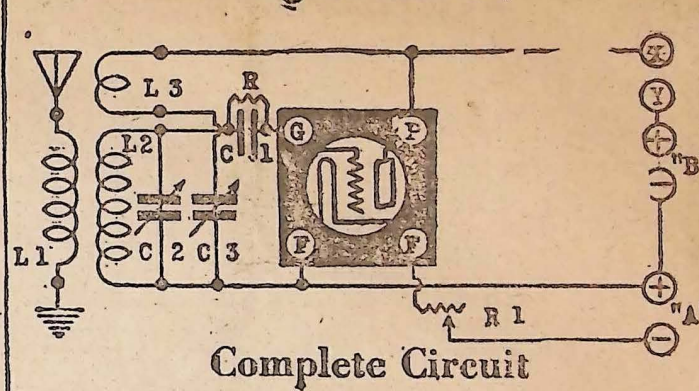 L 3
R
X
Y
L2
C 1
G
P
+
"B
−
C 2
C 3
F
F
L 1
+
"A
R 1
−
Complete Circuit